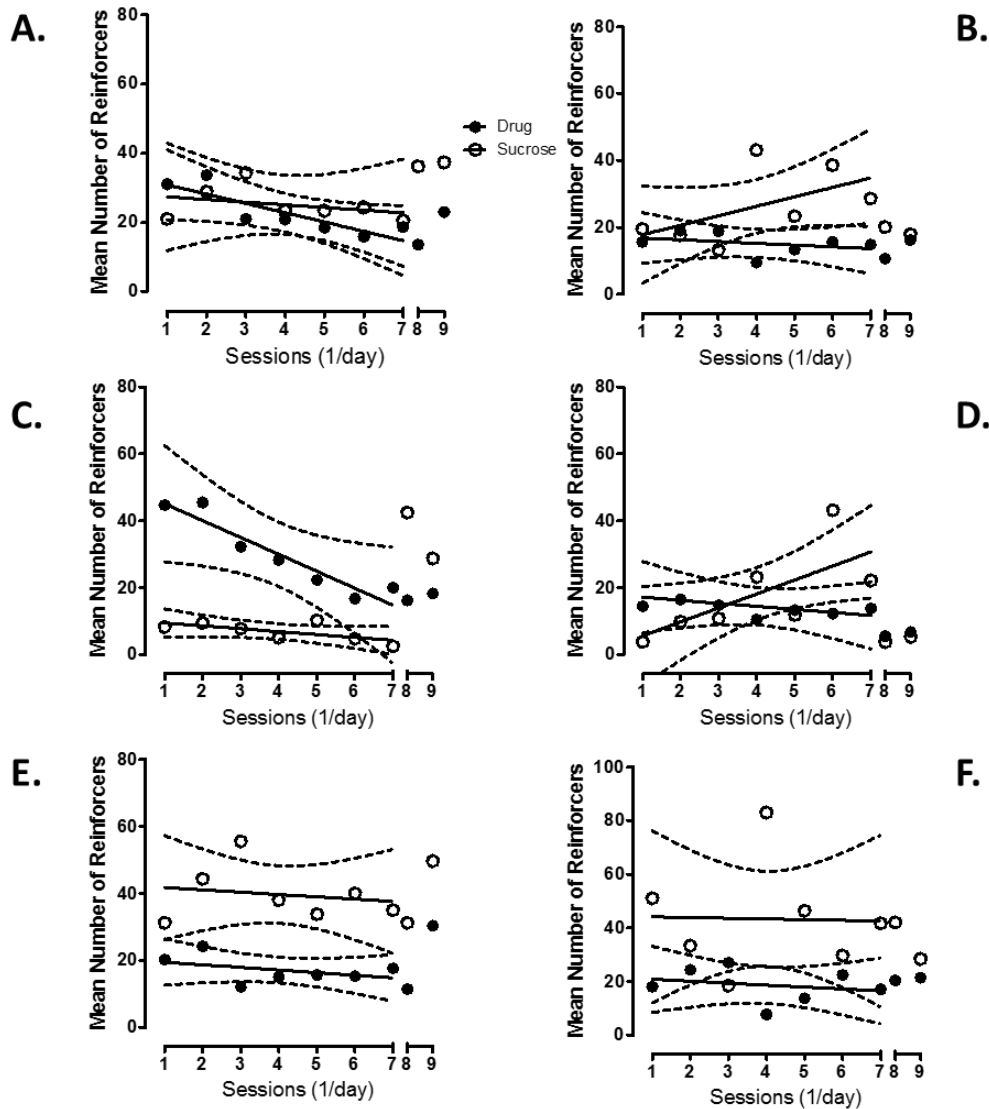 A.
Mean Number of Reinforcers
80
60
40
20
0
1 2 3 4 5 6 7 8 9
Sessions (1/day)
Drug
Sucrose
B.
Mean Number of Reinforcers
80
60
40
20
0
1 2 3 4 5 6 7 8 9
Sessions (1/day)
C.
Mean Number of Reinforcers
80
60
40
20
0
1 2 3 4 5 6 7 8 9
Sessions (1/day)
D.
Mean Number of Reinforcers
80
60
40
20
0
1 2 3 4 5 6 7 8 9
Sessions (1/day)
E.
Mean Number of Reinforcers
80
60
40
20
0
1 2 3 4 5 6 7 8 9
Sessions (1/day)
F.
Mean Number of Reinforcers
100
80
60
40
20
0
1 2 3 4 5 6 7 8 9
Sessions (1/day)